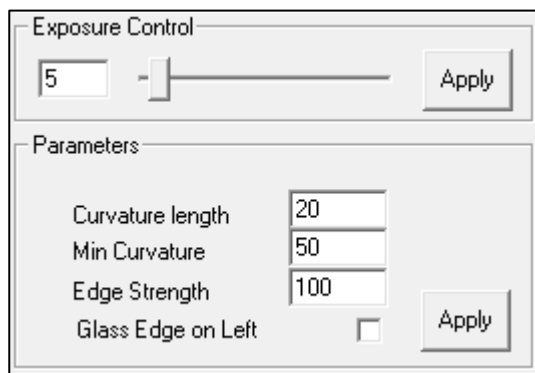 Exposure Control
5 Apply
Parameters
Curvature length 20
Min Curvature 50
Edge Strength 100
Glass Edge on Left Apply